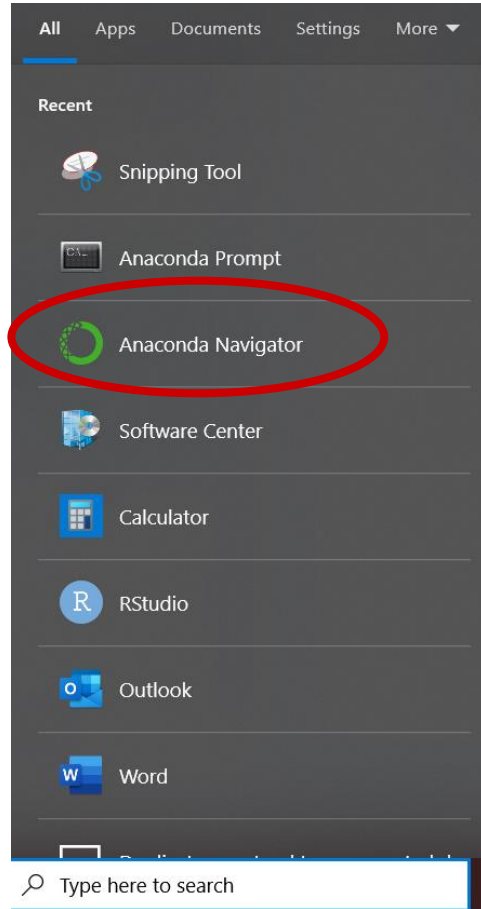 All Apps Documents Settings More
Recent
Snipping Tool
Anaconda Prompt
Anaconda Navigator
Software Center
Calculator
R RStudio
Outlook
W Word
Type here to search